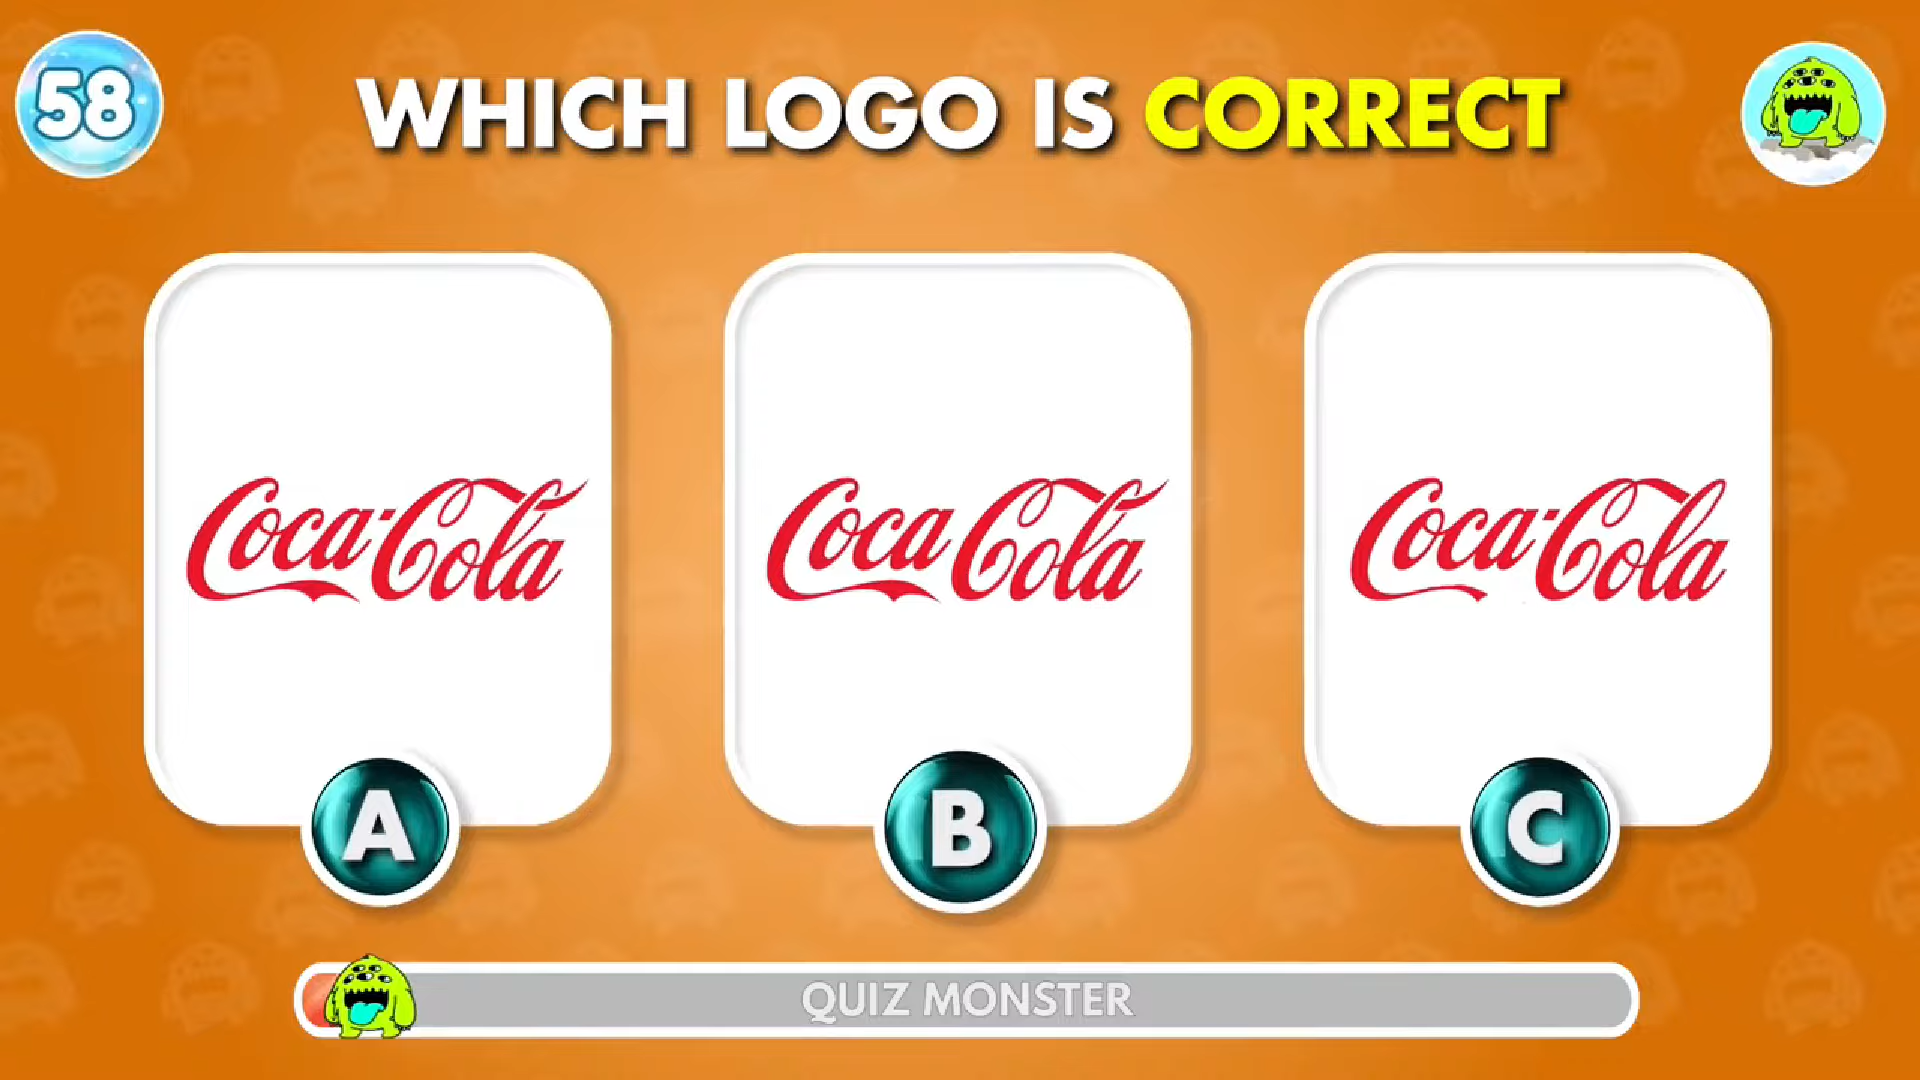 58
WHICH LOGO IS CORRECT
Coca-Cola
Coca Cola
Coca-Cola
A
B
C
QUIZ MONSTER